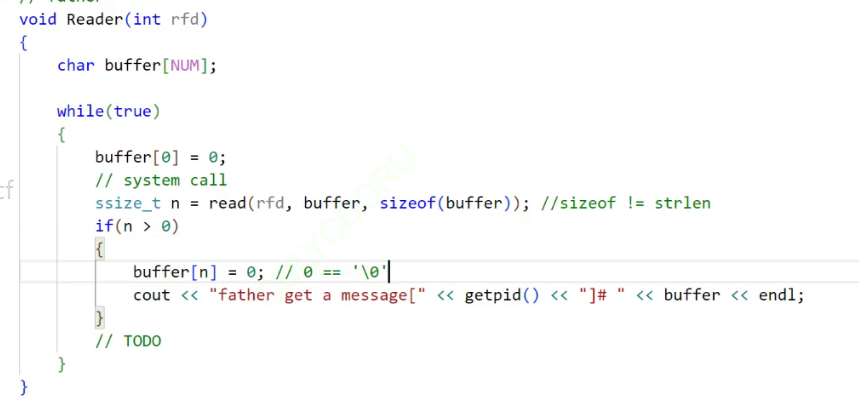 // father
void Reader(int rfd)
{
    char buffer[NUM];
    while(true)
    {
        buffer[0] = 0;
        // system call
        ssize_t n = read(rfd, buffer, sizeof(buffer)); //sizeof != strlen
        if(n > 0)
        {
            buffer[n] = 0; // 0 == '\0'
            cout << "father get a message[" << getpid() << "]# " << buffer << endl;
        }
        // TODO
    }
}